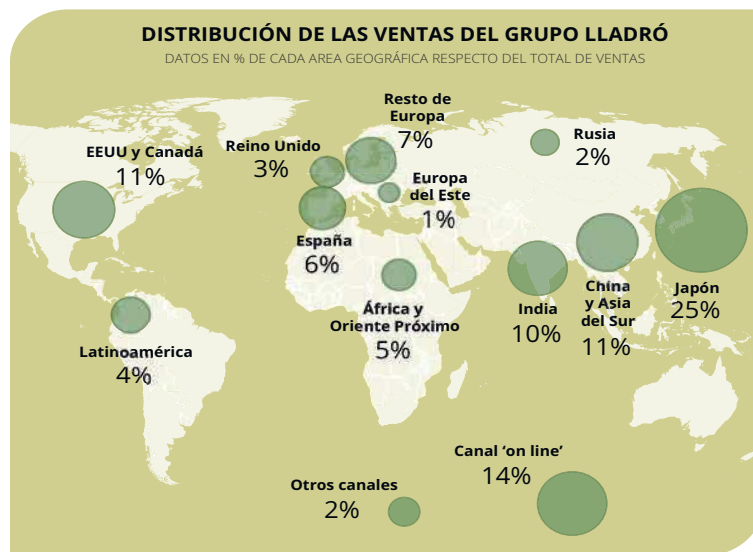 DISTRIBUCIÓN DE LAS VENTAS DEL GRUPO LLADRÓ
DATOS EN % DE CADA AREA GEOGRÁFICA RESPECTO DEL TOTAL DE VENTAS
EEUU y Canadá
11%
Reino Unido
3%
Resto de
Europa
7%
Rusia
2%
Europa
del Este
1%
España
6%
África y
Oriente Próximo
5%
India
10%
China
y Asia
del Sur
11%
Japón
25%
Latinoamérica
4%
Canal ‘on line’
14%
Otros canales
2%